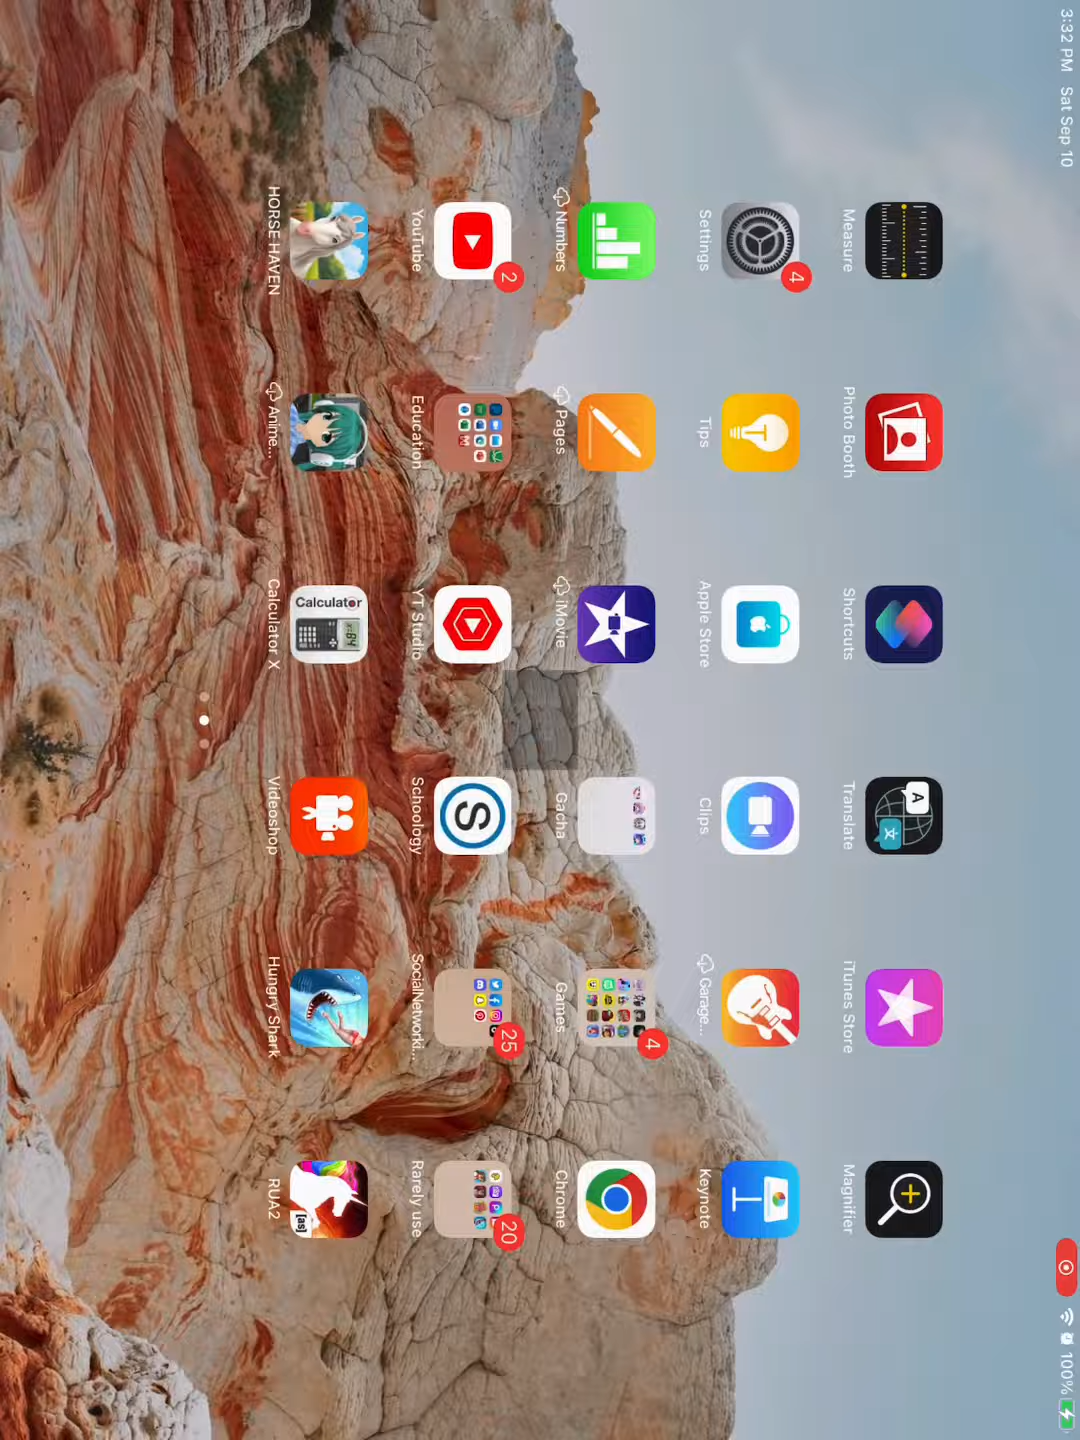 3:32 PM Sat Sep 10
100%
Measure
Photo Booth
Shortcuts
Translate
iTunes Store
Magnifier
4
Settings
Tips
Apple Store
Clips
Garage...
Keynote
Numbers
Pages
iMovie
Gacha
4
Games
Chrome
2
YouTube
Education
YT Studio
Schoology
25
SocialNetworki...
20
Rarely use
HORSE HAVEN
Anime...
Calculator
Calculator X
Videoshop
Hungry Shark
[as]
RUA2